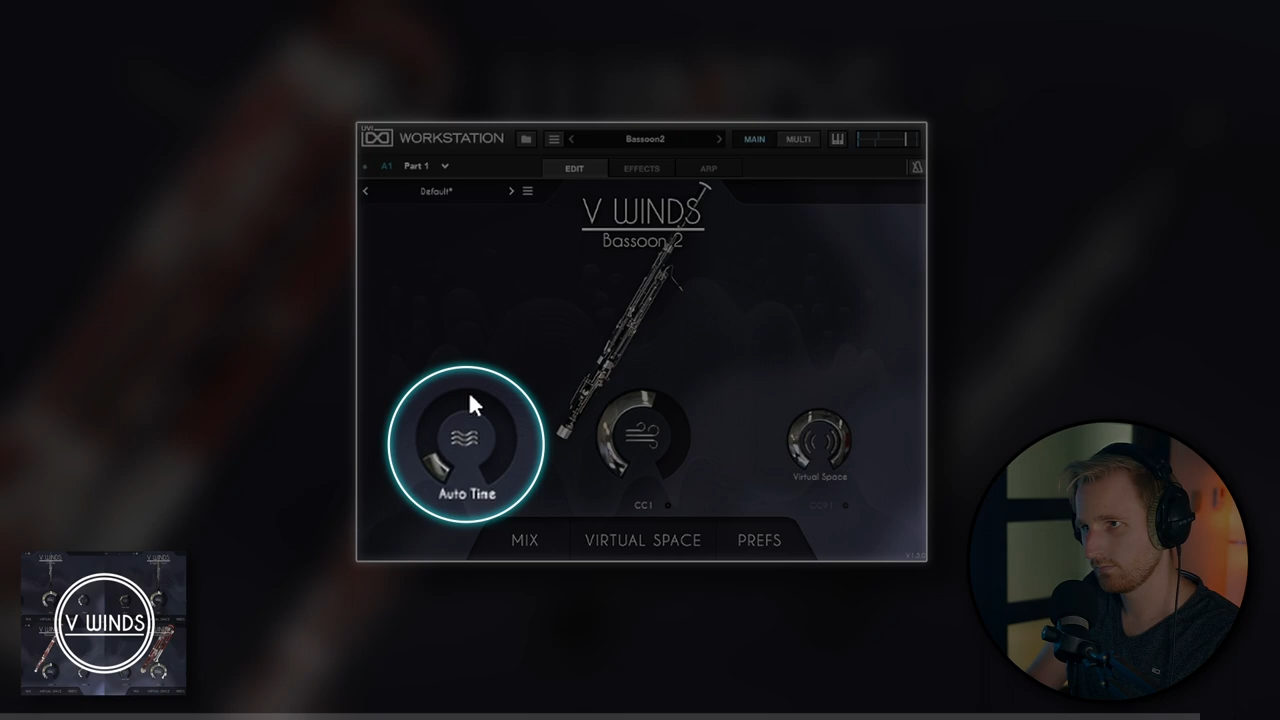 UVI
WORKSTATION
Bassoon2
MAIN
MULTI
A1 Part 1
EDIT
EFFECTS
ARP
Default*
V WINDS
Bassoon 2
Auto Time
CC1
Virtual Space
MIX
VIRTUAL SPACE
PREFS
V WINDS